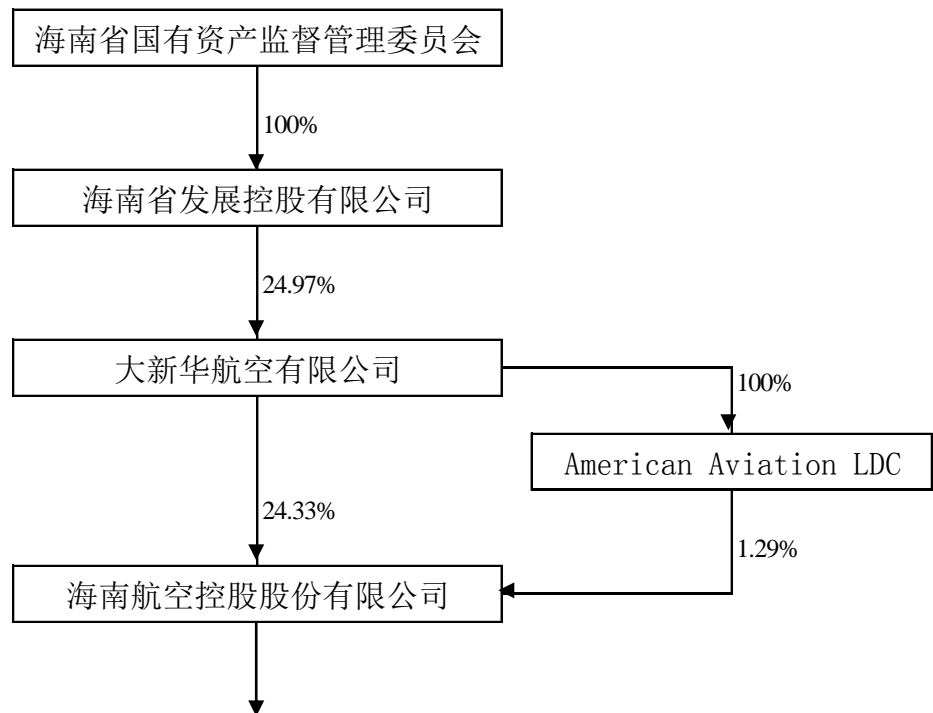 海南省国有资产监督管理委员会
100%
海南省发展控股有限公司
24.97%
大新华航空有限公司
100%
American Aviation LDC
24.33%
1.29%
海南航空控股股份有限公司